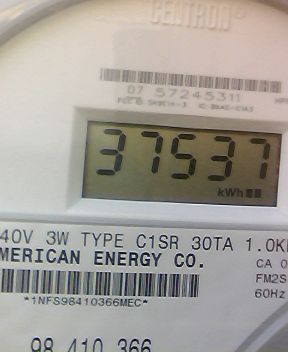 CENTRON®
07 57245311
37537
kWh
40V 3W TYPE C1SR 30TA 1.0K
MERICAN ENERGY CO.
CA 0
FM2S
60Hz
*1NFS98410366MEC*
98 410 366